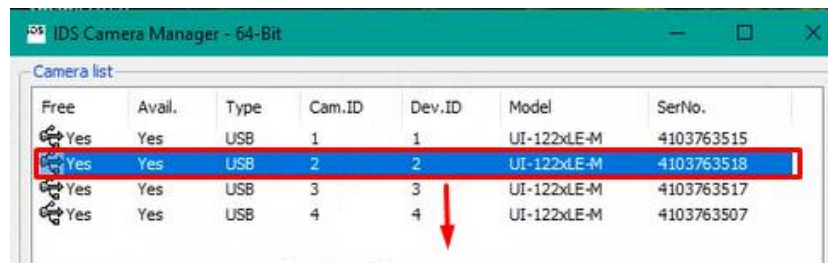 IDS Camera Manager - 64-Bit
Camera list
Free Avail. Type Cam.ID Dev.ID Model SerNo.
Yes Yes USB 1 1 UI-122xLE-M 4103763515
Yes Yes USB 2 2 UI-122xLE-M 4103763518
Yes Yes USB 3 3 UI-122xLE-M 4103763517
Yes Yes USB 4 4 UI-122xLE-M 4103763507